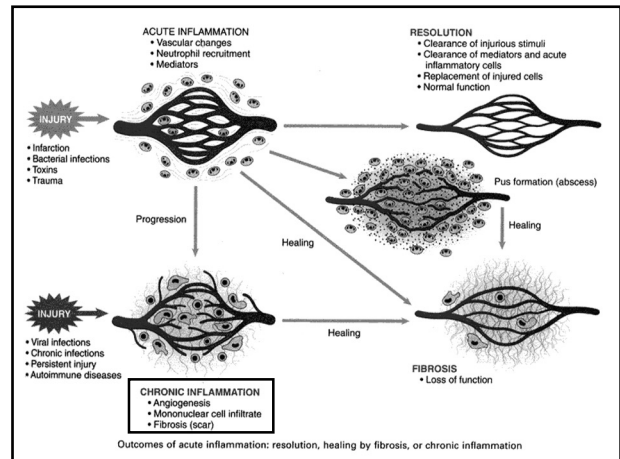 ACUTE INFLAMMATION
• Vascular changes
• Neutrophil recruitment
• Mediators
RESOLUTION
• Clearance of injurious stimuli
• Clearance of mediators and acute
inflammatory cells
• Replacement of injured cells
• Normal function
INJURY
• Infarction
• Bacterial infections
• Toxins
• Trauma
Pus formation (abscess)
Progression
Healing
Healing
INJURY
• Viral infections
• Chronic infections
• Persistent injury
• Autoimmune diseases
Healing
FIBROSIS
• Loss of function
CHRONIC INFLAMMATION
• Angiogenesis
• Mononuclear cell infiltrate
• Fibrosis (scar)
Outcomes of acute inflammation: resolution, healing by fibrosis, or chronic inflammation